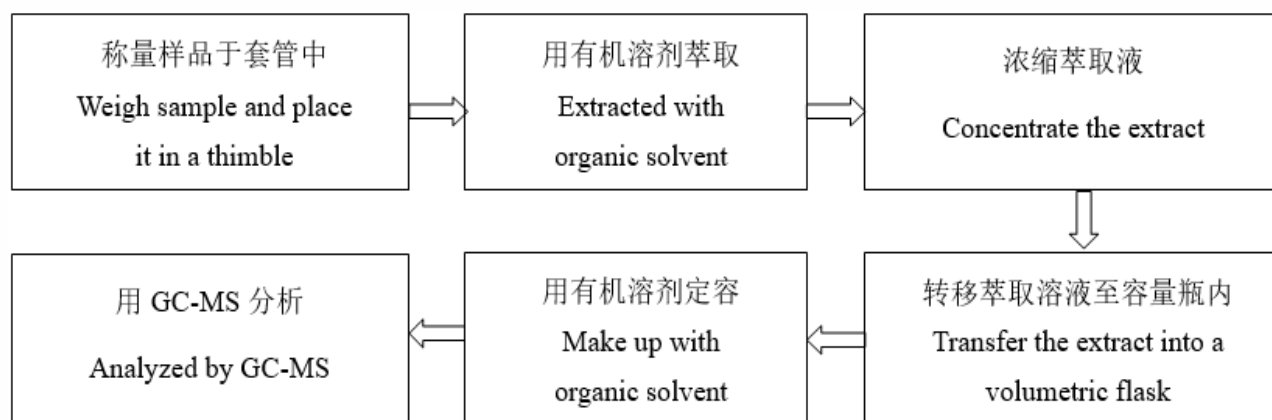 称量样品于套管中
Weigh sample and place
it in a thimble
用有机溶剂萃取
Extracted with
organic solvent
浓缩萃取液
Concentrate the extract
转移萃取溶液至容量瓶内
Transfer the extract into a
volumetric flask
用有机溶剂定容
Make up with
organic solvent
用 GC-MS 分析
Analyzed by GC-MS